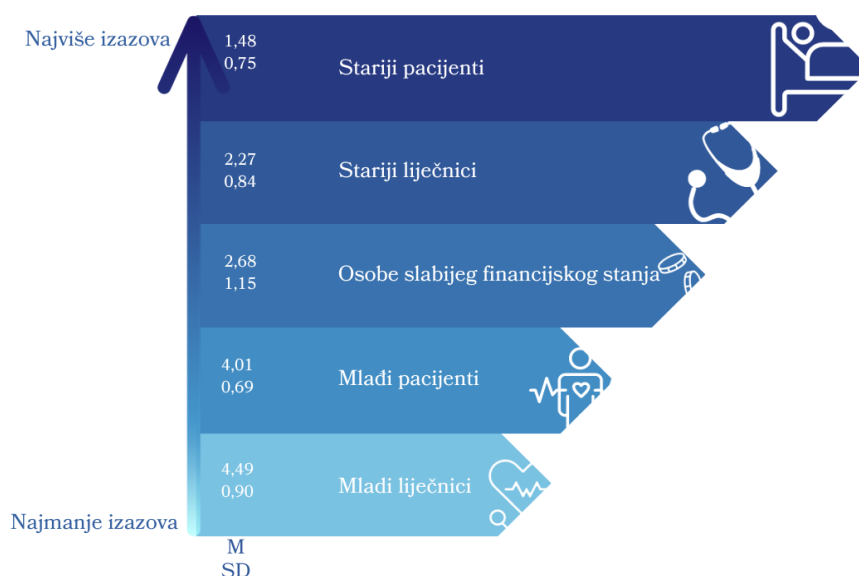 Najviše izazova
1,48
0,75
Stariji pacijenti
2,27
0,84
Stariji liječnici
2,68
1,15
Osobe slabijeg financijskog stanja
4,01
0,69
Mlađi pacijenti
4,49
0,90
Mlađi liječnici
Najmanje izazova
M
SD